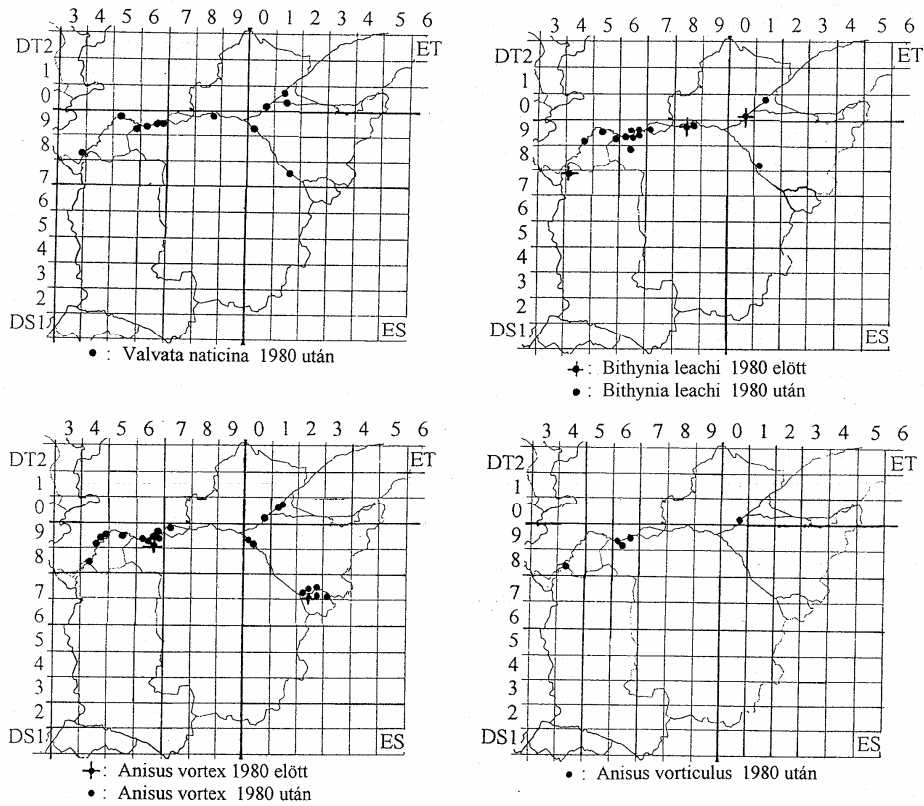 3 4 5 6 7 8 9 0 1 2 3 4 5 6
DT2 ET
1
0
9
8
7
6
5
4
3
2
DS1 ES
● : Valvata naticina 1980 után
3 4 5 6 7 8 9 0 1 2 3 4 5 6
DT2 ET
1
0
9
8
7
6
5
4
3
2
DS1 ES
: Bithynia leachi 1980 elött
● : Bithynia leachi 1980 után
3 4 5 6 7 8 9 0 1 2 3 4 5 6
DT2 ET
1
0
9
8
7
6
5
4
3
2
DS1 ES
: Anisus vortex 1980 elött
● : Anisus vortex 1980 után
3 4 5 6 7 8 9 0 1 2 3 4 5 6
DT2 ET
1
0
9
8
7
6
5
4
3
2
DS1 ES
● : Anisus vorticulus 1980 után